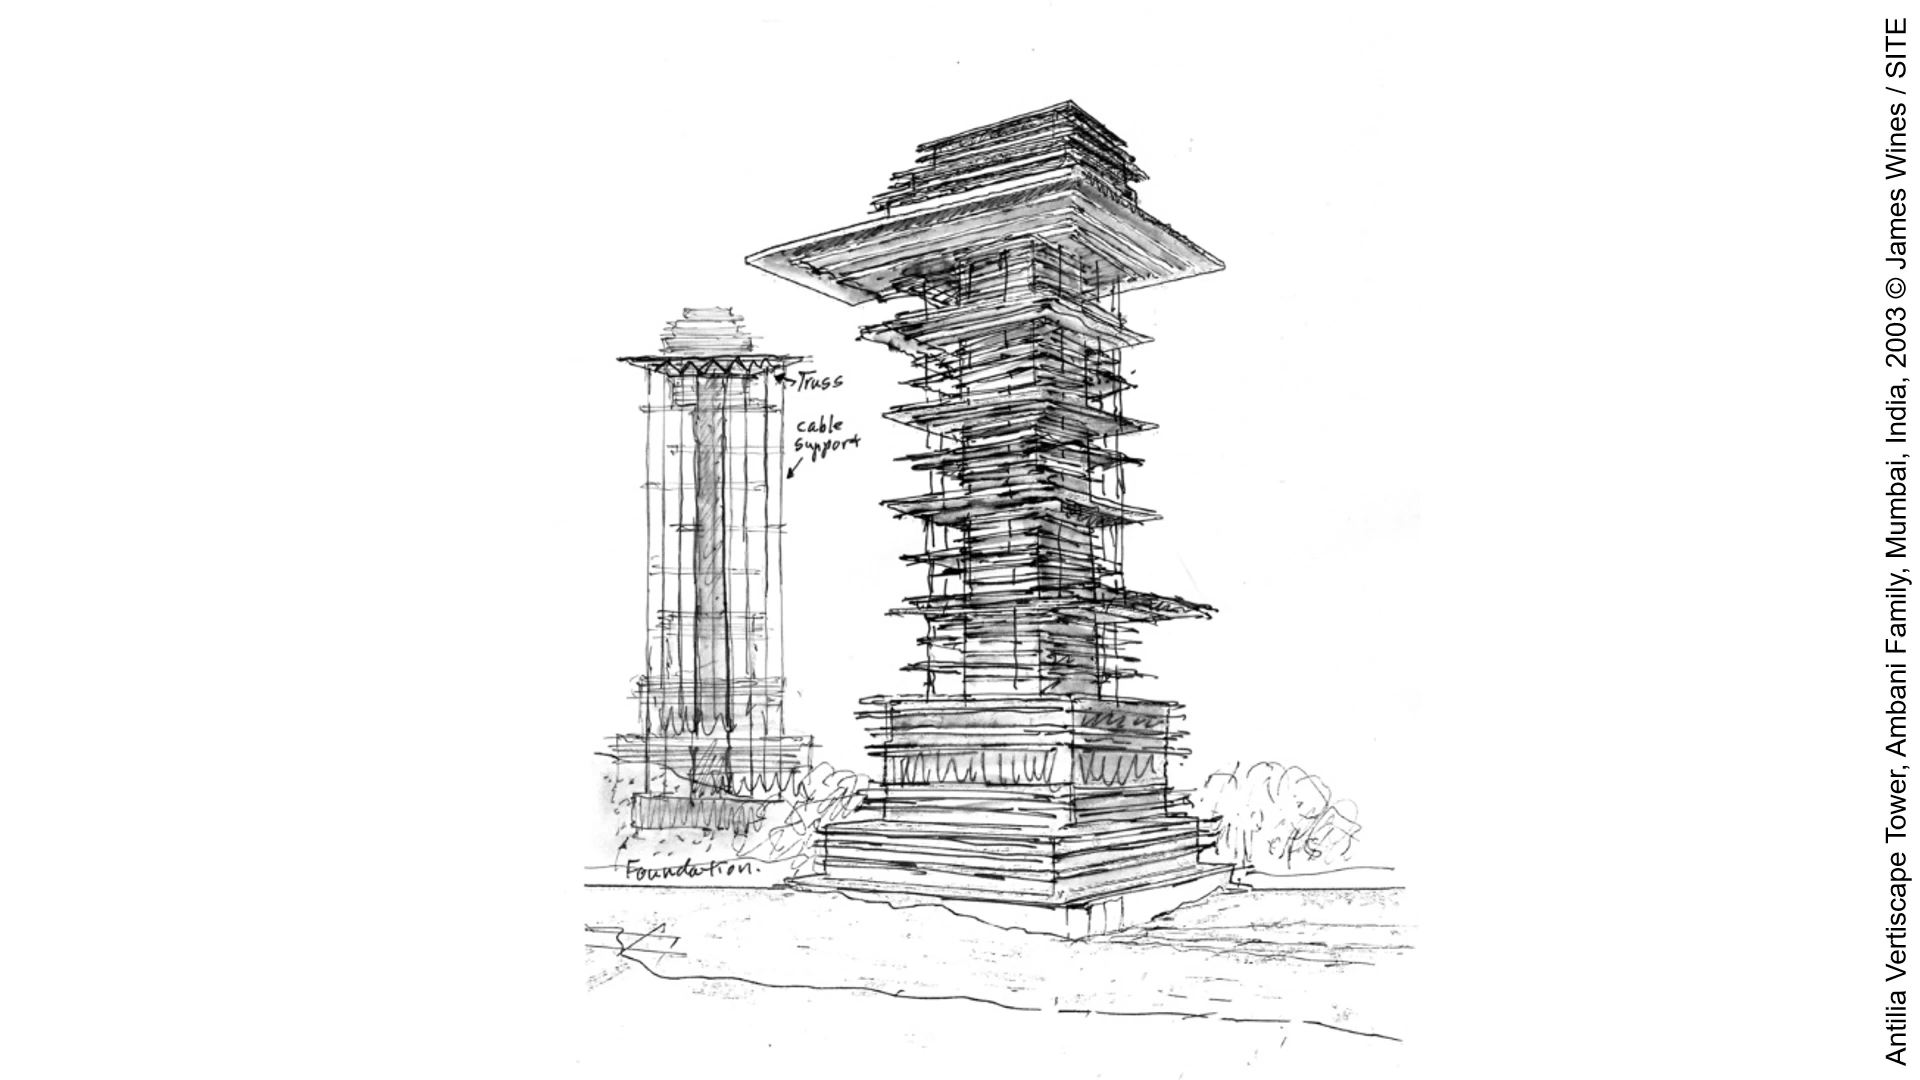 Truss
cable
support
Foundation.
Antilia Vertiscape Tower, Ambani Family, Mumbai, India, 2003 © James Wines / SITE